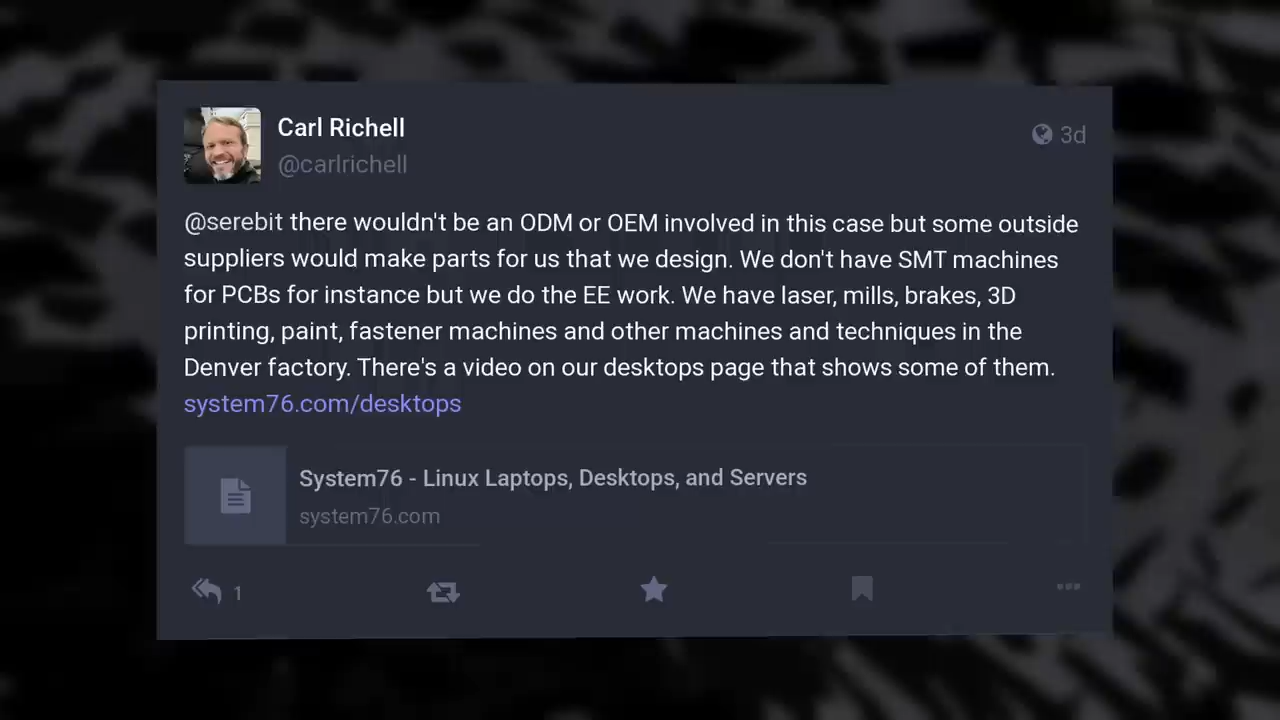 Carl Richell
@carlrichell
3d
@serebit there wouldn't be an ODM or OEM involved in this case but some outside
suppliers would make parts for us that we design. We don't have SMT machines
for PCBs for instance but we do the EE work. We have laser, mills, brakes, 3D
printing, paint, fastener machines and other machines and techniques in the
Denver factory. There's a video on our desktops page that shows some of them.
system76.com/desktops
System76 - Linux Laptops, Desktops, and Servers
system76.com
1